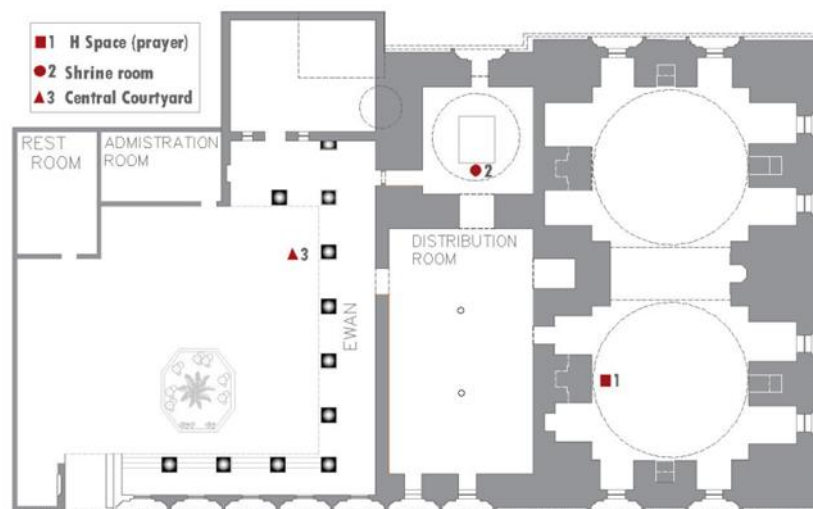 1 H Space (prayer)
2 Shrine room
3 Central Courtyard
REST
ROOM
ADMISTRATION
ROOM
2
DISTRIBUTION
ROOM
3
EWAN
1